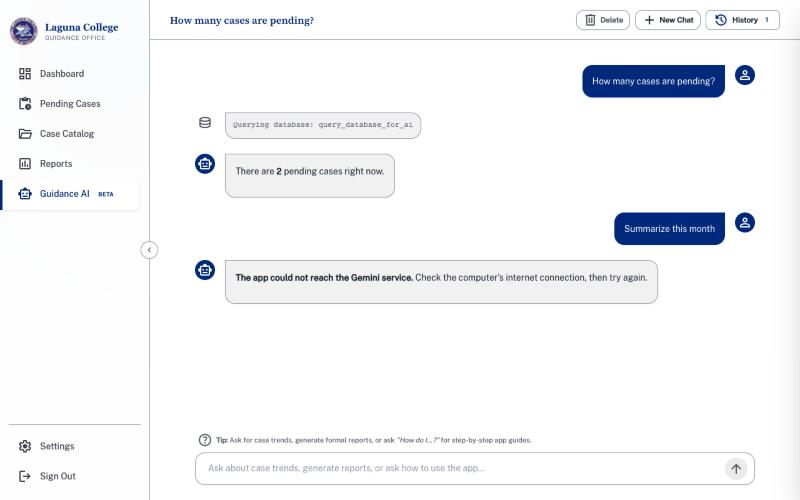 Laguna College
GUIDANCE OFFICE
Dashboard
Pending Cases
Case Catalog
Reports
Guidance AI BETA
Settings
Sign Out
How many cases are pending?
Delete
New Chat
History 1
How many cases are pending?
Querying database: query_database_for_ai
There are 2 pending cases right now.
Summarize this month
The app could not reach the Gemini service. Check the computer's internet connection, then try again.
Tip: Ask for case trends, generate formal reports, or ask "How do I...?" for step-by-step app guides.
Ask about case trends, generate reports, or ask how to use the app...